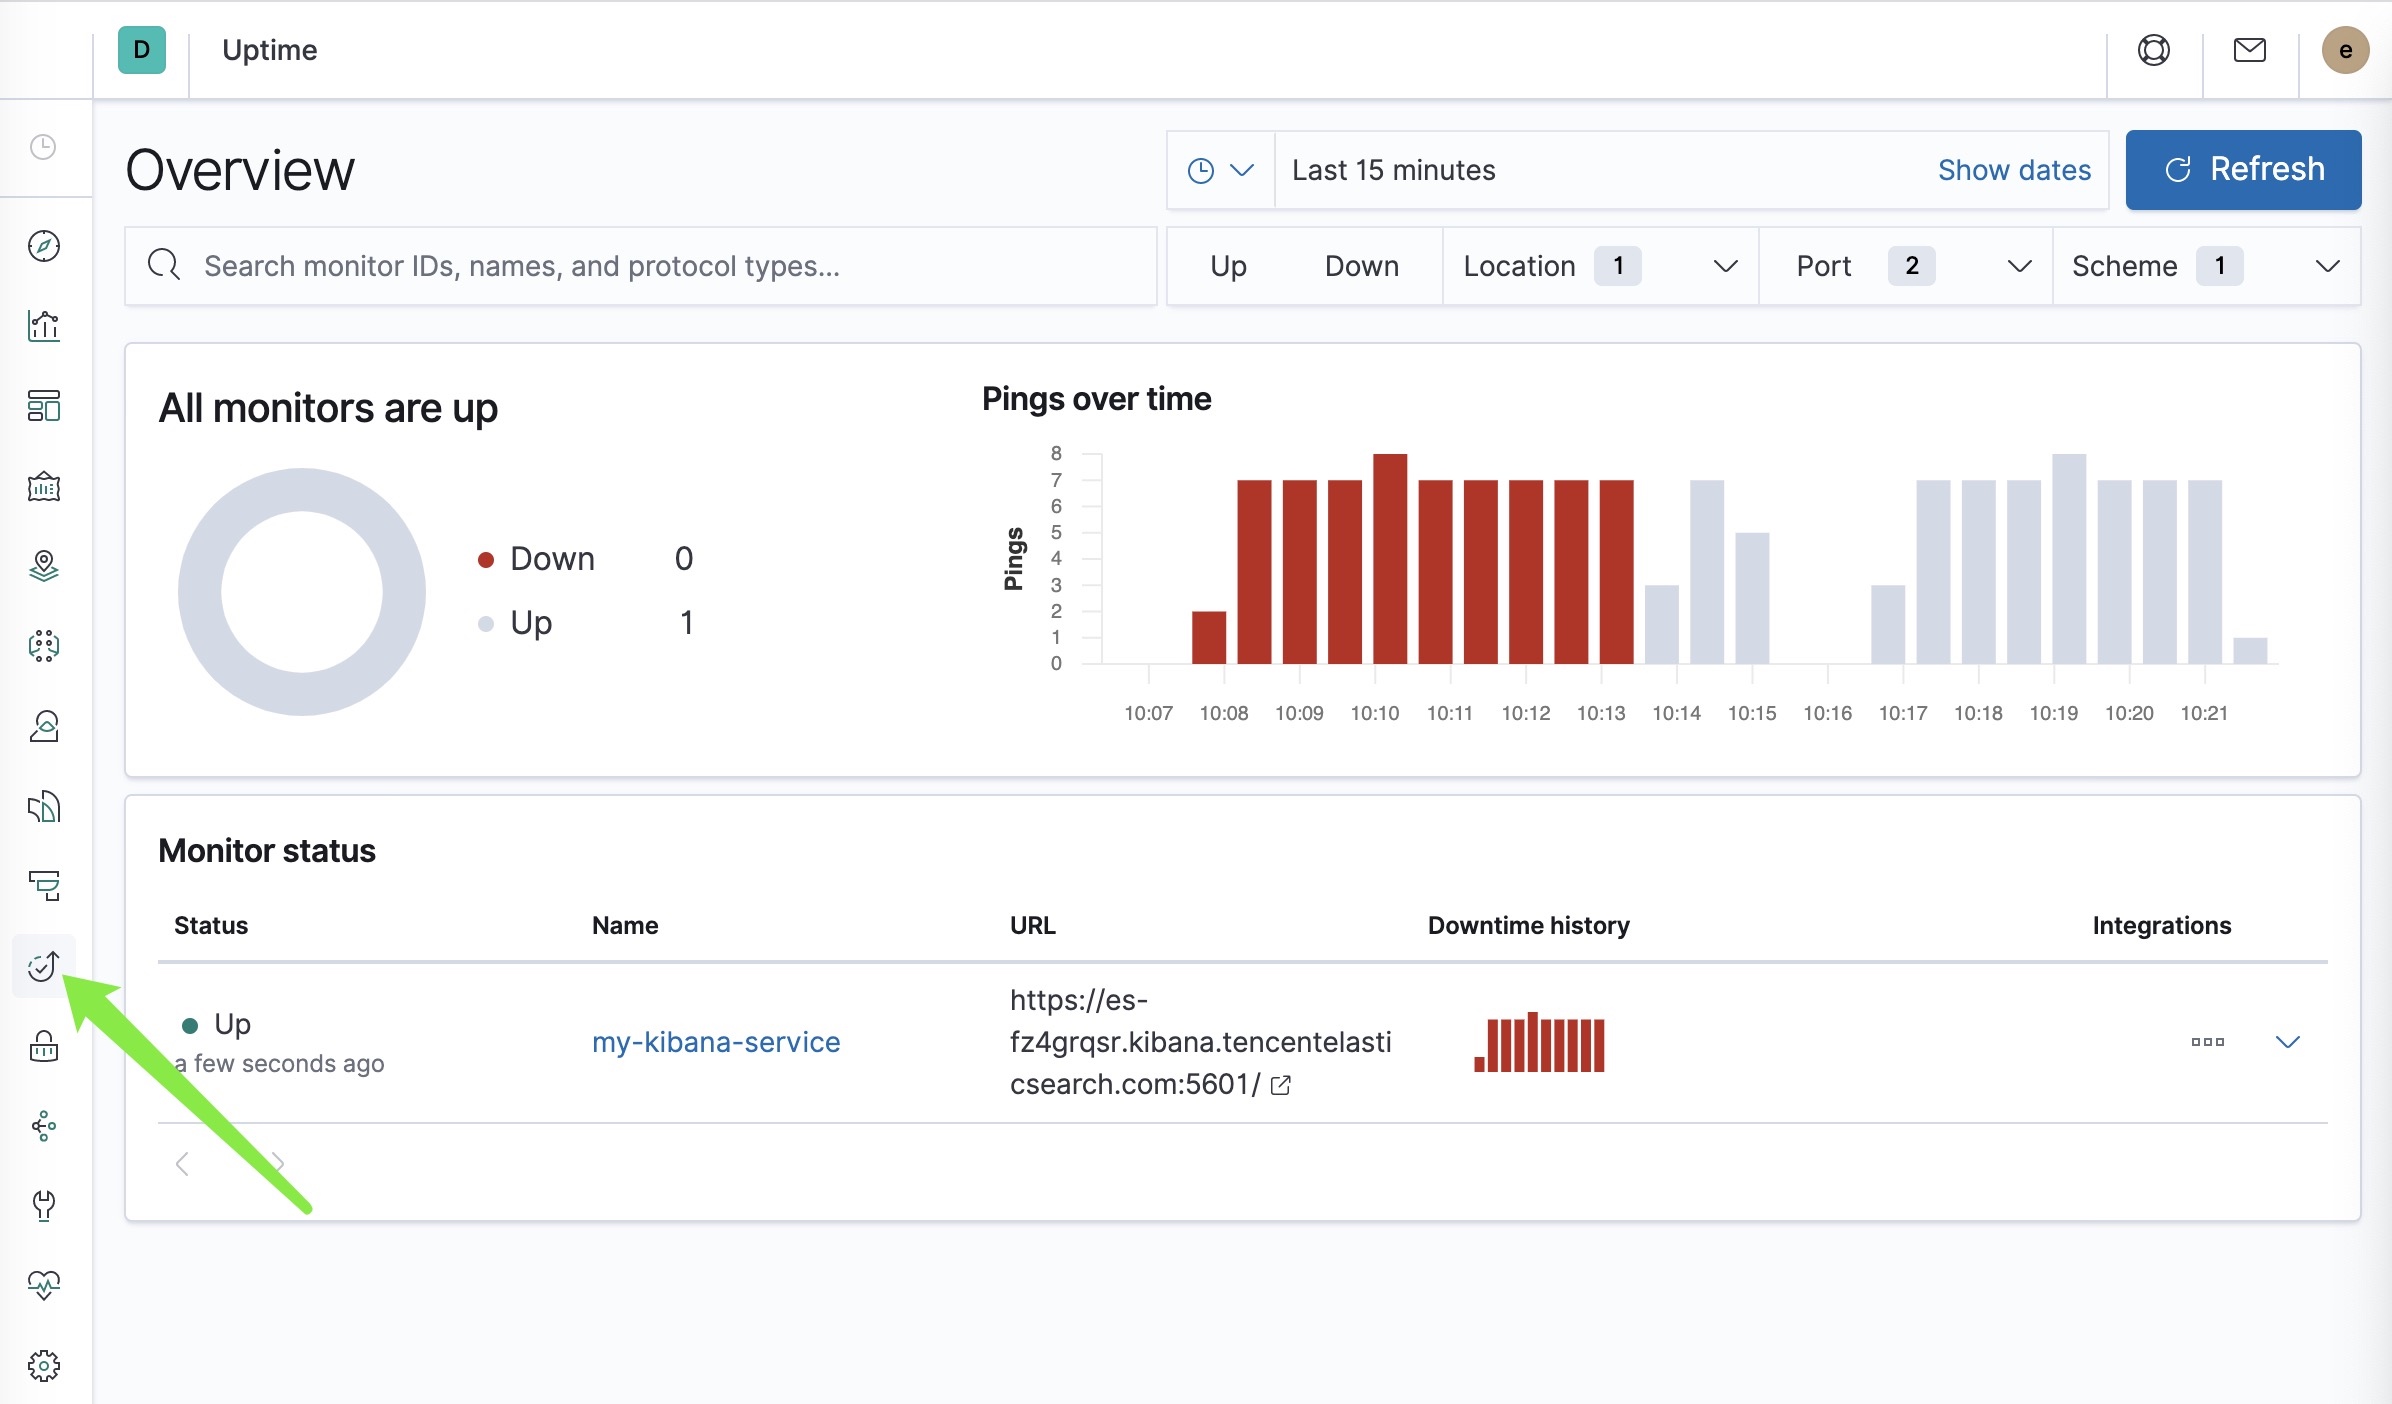 D
Uptime
e
Overview
Last 15 minutes
Show dates
Refresh
Search monitor IDs, names, and protocol types...
Up
Down
Location 1
Port 2
Scheme 1
All monitors are up
Down 0
Up 1
Pings over time
Pings
8
7
6
5
4
3
2
1
0
10:07 10:08 10:09 10:10 10:11 10:12 10:13 10:14 10:15 10:16 10:17 10:18 10:19 10:20 10:21
Monitor status
Status Name URL Downtime history Integrations
Up
a few seconds ago
my-kibana-service
https://es-
fz4grqsr.kibana.tencentelasti
csearch.com:5601/